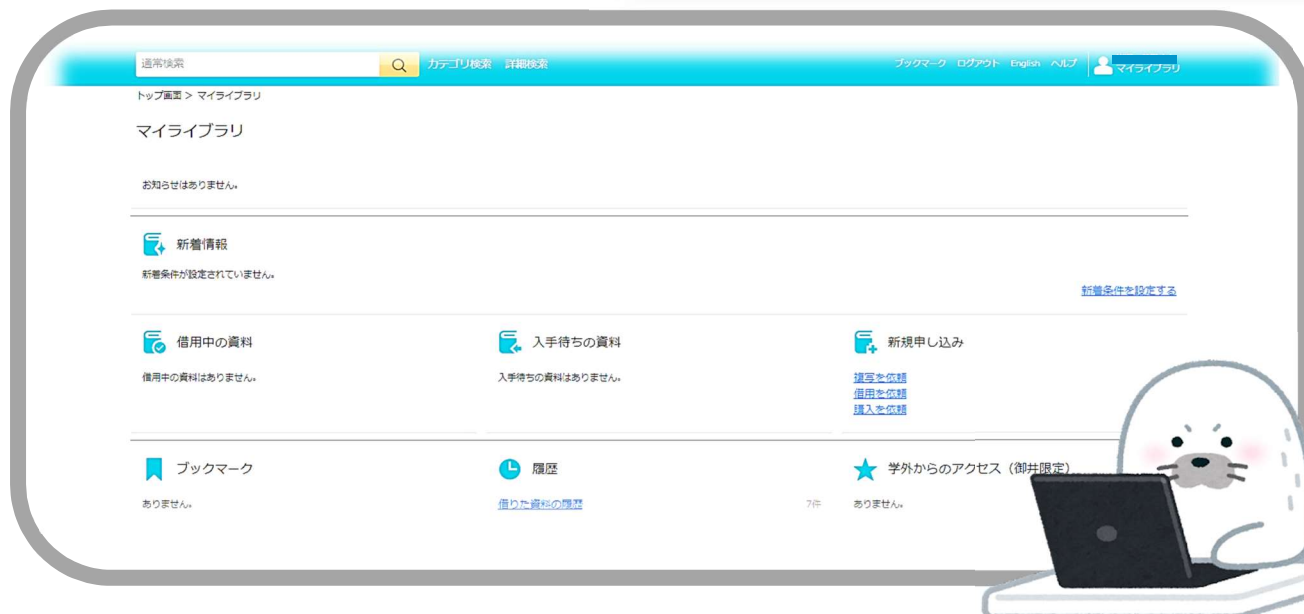 通常検索 カテゴリ検索 詳細検索 ブックマーク ログアウト English ヘルプ マイライブラリ
トップ画面 > マイライブラリ
マイライブラリ
お知らせはありません。
新着情報
新着条件が設定されていません。
新着条件を設定する
借用中の資料 入手待ちの資料 新規申し込み
借用中の資料はありません。 入手待ちの資料はありません。 複写を依頼
借用を依頼
購入を依頼
ブックマーク 履歴 学外からのアクセス（御井限定）
ありません。 借りた資料の履歴 7件 ありません。